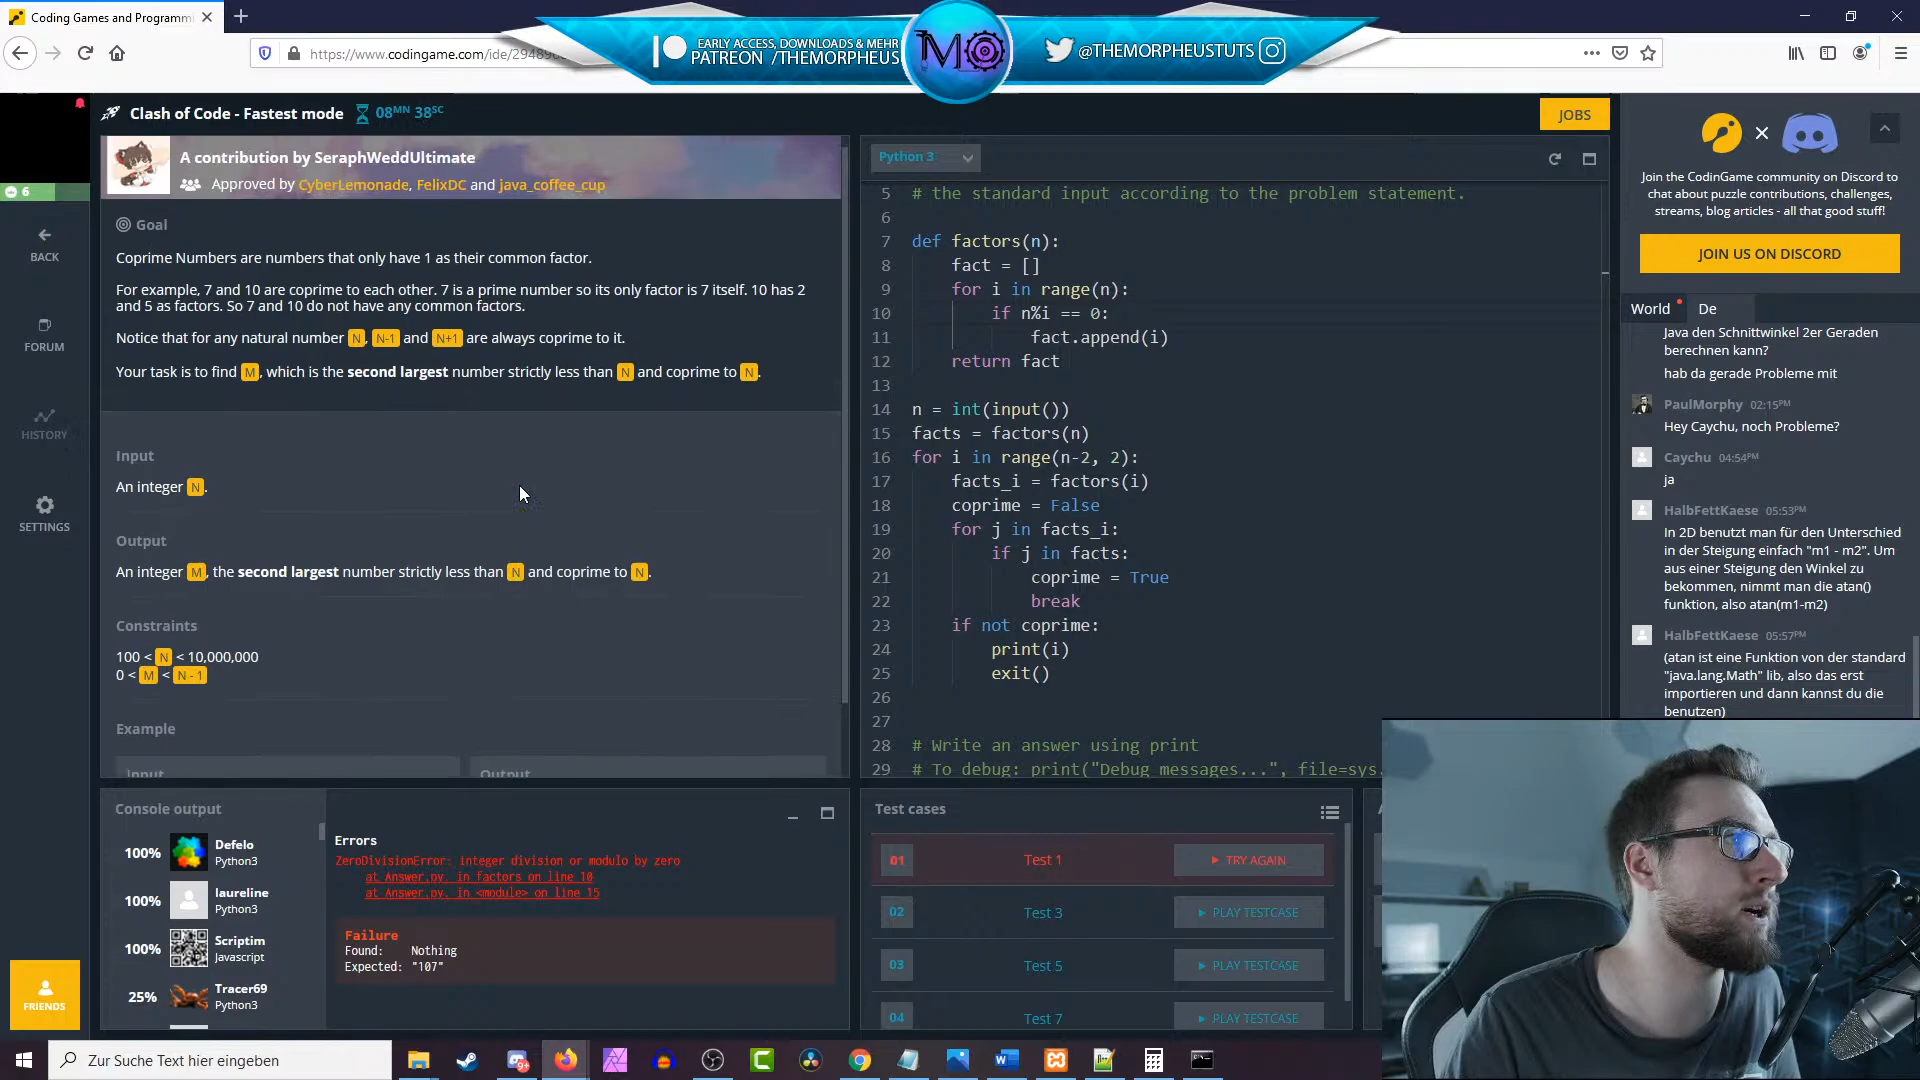 Coding Games and Programmi
https://www.codingame.com/ide/29489
EARLY ACCESS, DOWNLOADS & MEHR
PATREON /THEMORPHEUS
MO
@THEMORPHEUSTUTS
Clash of Code - Fastest mode
08MN 38SC
JOBS
6
BACK
FORUM
HISTORY
SETTINGS
FRIENDS
A contribution by SeraphWeddUltimate
Approved by CyberLemonade, FelixDC and java_coffee_cup
Goal
Coprime Numbers are numbers that only have 1 as their common factor.
For example, 7 and 10 are coprime to each other. 7 is a prime number so its only factor is 7 itself. 10 has 2
and 5 as factors. So 7 and 10 do not have any common factors.
Notice that for any natural number N, N-1 and N+1 are always coprime to it.
Your task is to find M, which is the second largest number strictly less than N and coprime to N.
Input
An integer N.
Output
An integer M, the second largest number strictly less than N and coprime to N.
Constraints
100 < N < 10,000,000
0 < M < N - 1
Example
Input
Output
Python 3
5 # the standard input according to the problem statement.
6
7 def factors(n):
8 fact = []
9 for i in range(n):
10 if n%i == 0:
11 fact.append(i)
12 return fact
13
14 n = int(input())
15 facts = factors(n)
16 for i in range(n-2, 2):
17 facts_i = factors(i)
18 coprime = False
19 for j in facts_i:
20 if j in facts:
21 coprime = True
22 break
23 if not coprime:
24 print(i)
25 exit()
26
27
28 # Write an answer using print
29 # To debug: print("Debug messages...", file=sys.
Console output
100%
Defelo
Python3
100%
laureline
Python3
100%
Scriptim
Javascript
25%
Tracer69
Python3
Errors
ZeroDivisionError: integer division or modulo by zero
at Answer.py. in factors on line 10
at Answer.py. in <module> on line 15
Failure
Found: Nothing
Expected: "107"
Test cases
01 Test 1 TRY AGAIN
02 Test 3 PLAY TESTCASE
03 Test 5 PLAY TESTCASE
04 Test 7 PLAY TESTCASE
Join the CodinGame community on Discord to
chat about puzzle contributions, challenges,
streams, blog articles - all that good stuff!
JOIN US ON DISCORD
World
De
Java den Schnittwinkel 2er Geraden
berechnen kann?
hab da gerade Probleme mit
PaulMorphy 02:15PM
Hey Caychu, noch Probleme?
Caychu 04:54PM
ja
HalbFettKaese 05:53PM
In 2D benutzt man für den Unterschied
in der Steigung einfach "m1 - m2". Um
aus einer Steigung den Winkel zu
bekommen, nimmt man die atan()
funktion, also atan(m1-m2)
HalbFettKaese 05:57PM
(atan ist eine Funktion von der standard
"java.lang.Math" lib, also das erst
importieren und dann kannst du die
benutzen)
Zur Suche Text hier eingeben
9+